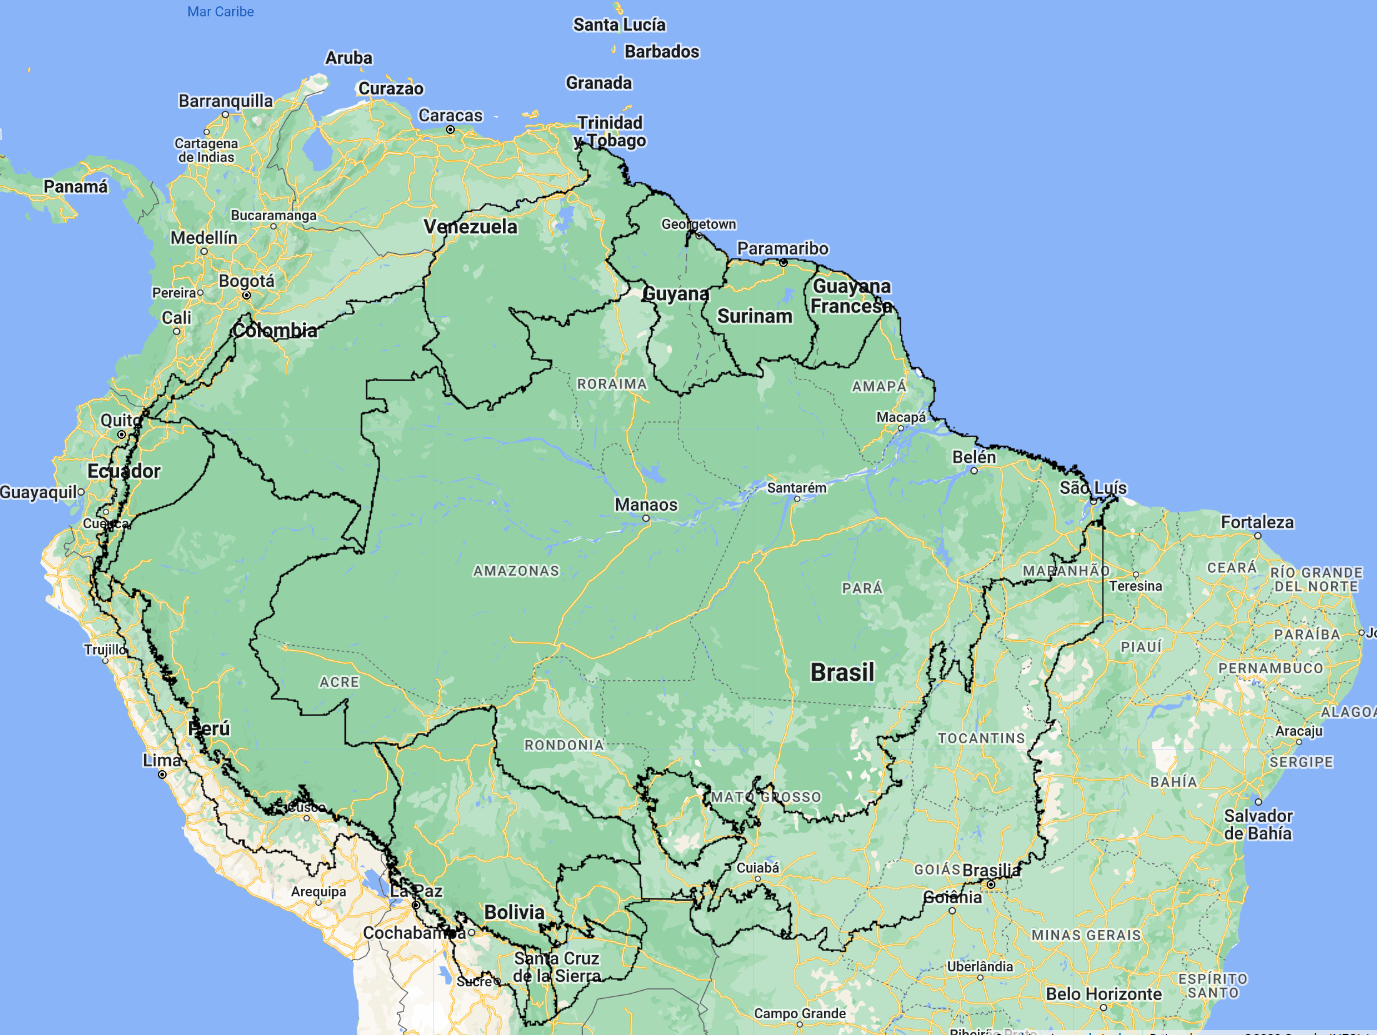 Mar Caribe
Santa Lucía
Barbados
Aruba
Granada
Curazao
Barranquilla
Caracas
Trinidad
y Tobago
Cartagena
de Indias
Panamá
Bucaramanga
Venezuela
Georgetown
Medellín
Paramaribo
Bogotá
Pereira
Guyana
Guayana
Francesa
Surinam
Cali
Colombia
RORAIMA
AMAPÁ
Macapá
Quito
Belén
Ecuador
Santarém
São Luís
Guayaquil
Manaos
Cuenca
Fortaleza
AMAZONAS
MARANHÃO
CEARÁ
RÍO GRANDE
DEL NORTE
PARÁ
Teresina
PARAÍBA
Trujillo
PIAUÍ
Brasil
PERNAMBUCO
ACRE
ALAGOA
Perú
Aracaju
RONDONIA
TOCANTINS
Lima
SERGIPE
BAHÍA
MATO GROSSO
Cusco
Salvador
de Bahía
Cuiabá
GOIÁS
Brasilia
Arequipa
La Paz
Goiânia
Bolivia
Cochabamba
MINAS GERAIS
Santa Cruz
de la Sierra
Uberlândia
Sucre
ESPÍRITO
SANTO
Belo Horizonte
Campo Grande